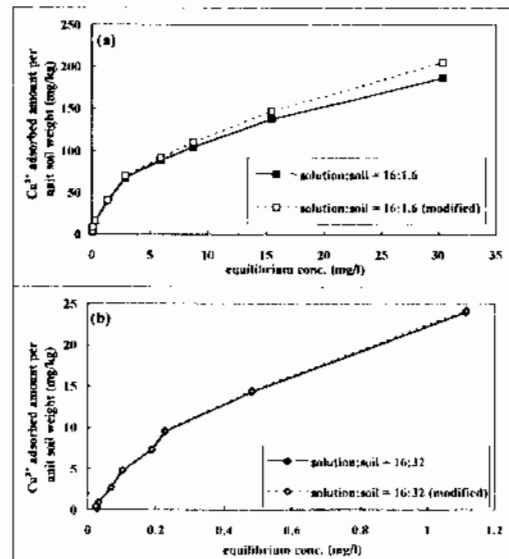 (a)
250
200
150
100
50
0
Cu²⁺ adsorbed amount per
unit soil weight (mg/kg)
solution:soil = 16:1.6
solution:soil = 16:1.6 (modified)
0 5 10 15 20 25 30 35
equilibrium conc. (mg/l)
(b)
25
20
15
10
5
0
Cu²⁺ adsorbed amount per
unit soil weight (mg/kg)
solution:soil = 16:32
solution:soil = 16:32 (modified)
0 0.2 0.4 0.6 0.8 1 1.2
equilibrium conc. (mg/l)